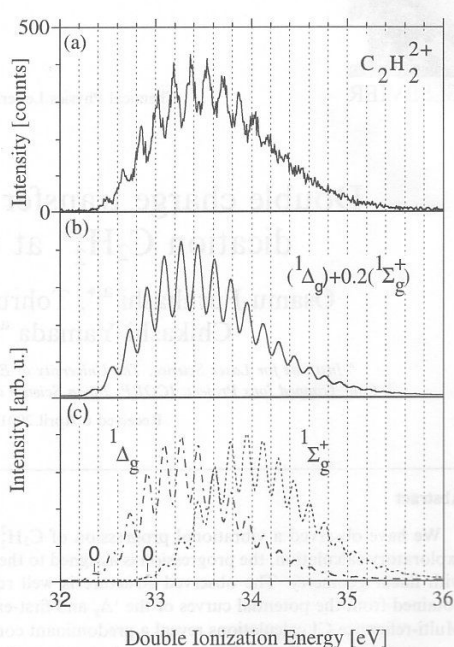 500
(a)
C₂H₂²⁺
Intensity [counts]
0
(b)
(¹Δg)+0.2(¹Σg⁺)
Intensity [arb. u.]
(c)
¹Δg
¹Σg⁺
0
0
32 33 34 35 36
Double Ionization Energy [eV]